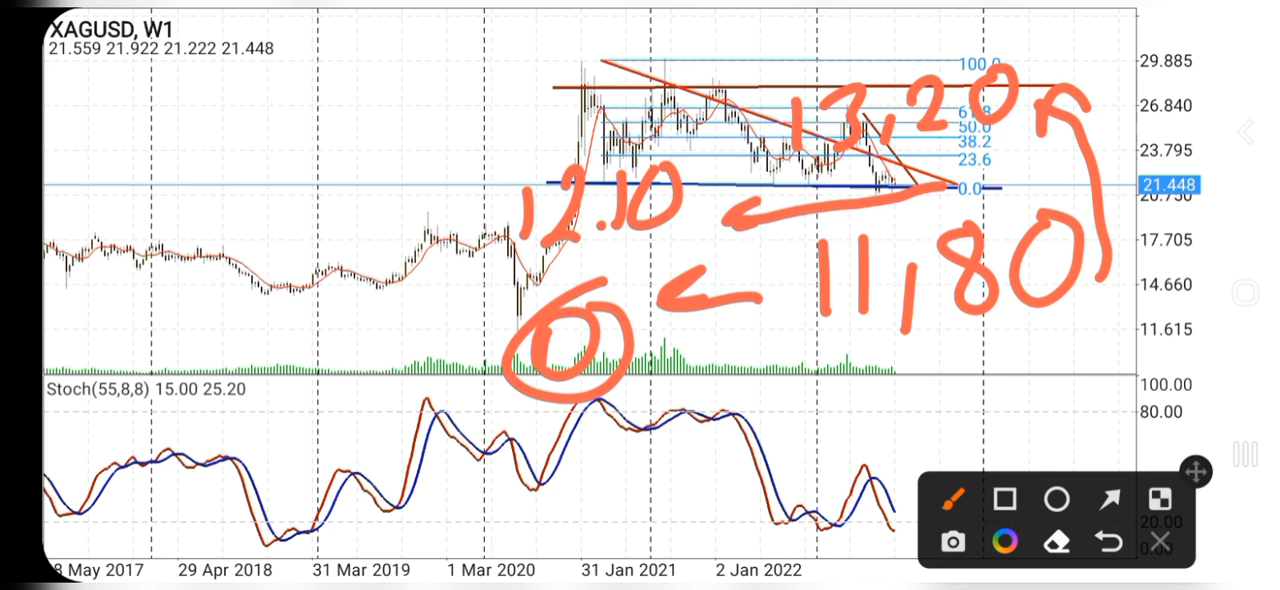 XAGUSD, W1
21.559 21.922 21.222 21.448
29.885
100.0
26.840
61.8
50.0
38.2
23.795
23.6
0.0
21.448
20.750
17.705
14.660
11.615
13,20
12.10
11,80
0
Stoch(55,8,8) 15.00 25.20
100.00
80.00
20.00
0.00
8 May 2017
29 Apr 2018
31 Mar 2019
1 Mar 2020
31 Jan 2021
2 Jan 2022